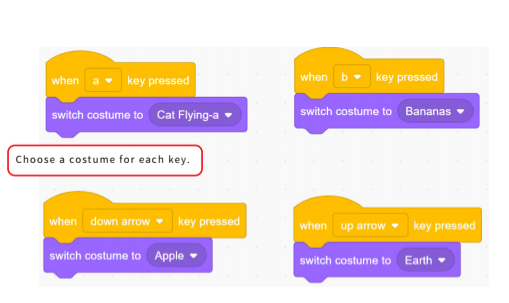 when a key pressed
switch costume to Cat Flying-a
when b key pressed
switch costume to Bananas
Choose a costume for each key.
when down arrow key pressed
switch costume to Apple
when up arrow key pressed
switch costume to Earth